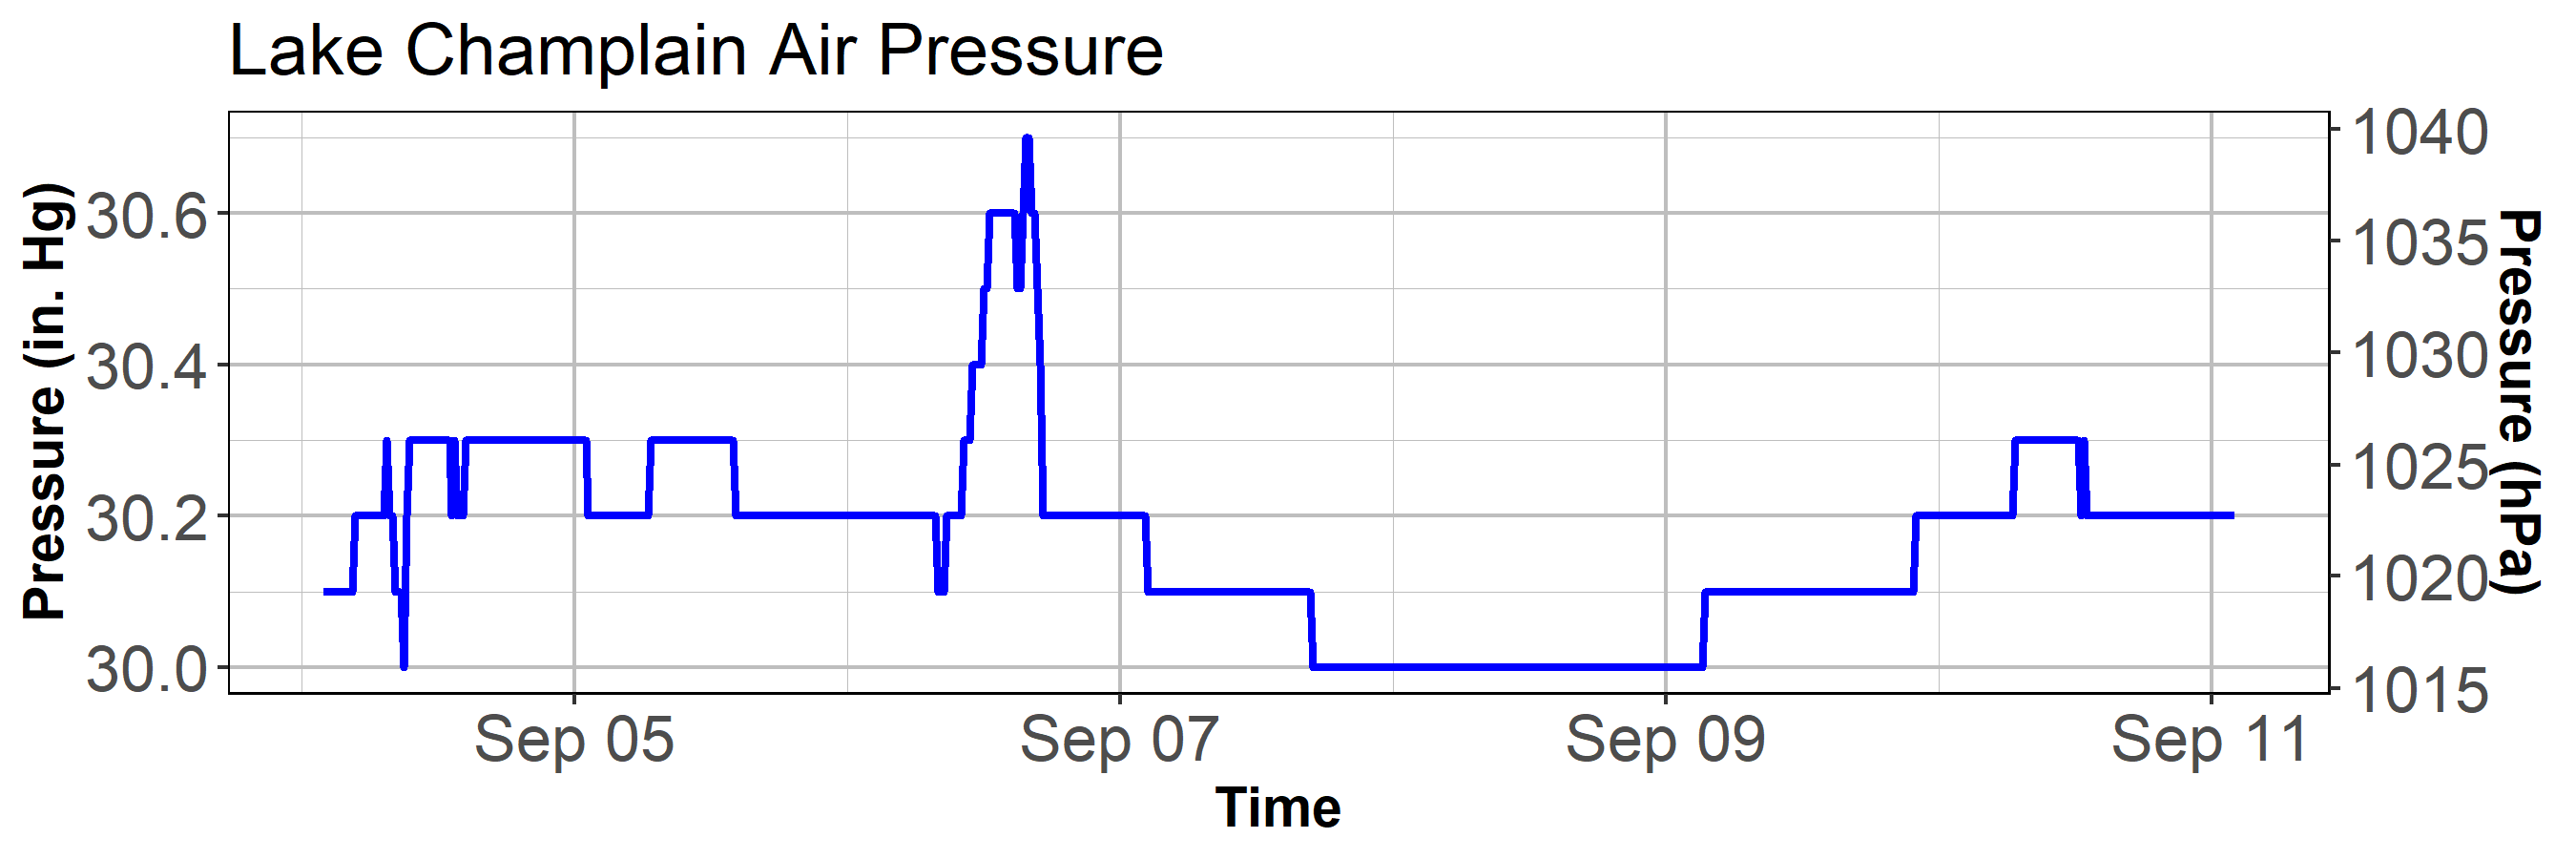 Lake Champlain Air Pressure
Pressure (in. Hg)
30.6
30.4
30.2
30.0
1040
1035
1030
1025
1020
1015
Pressure (hPa)
Sep 05
Sep 07
Sep 09
Sep 11
Time